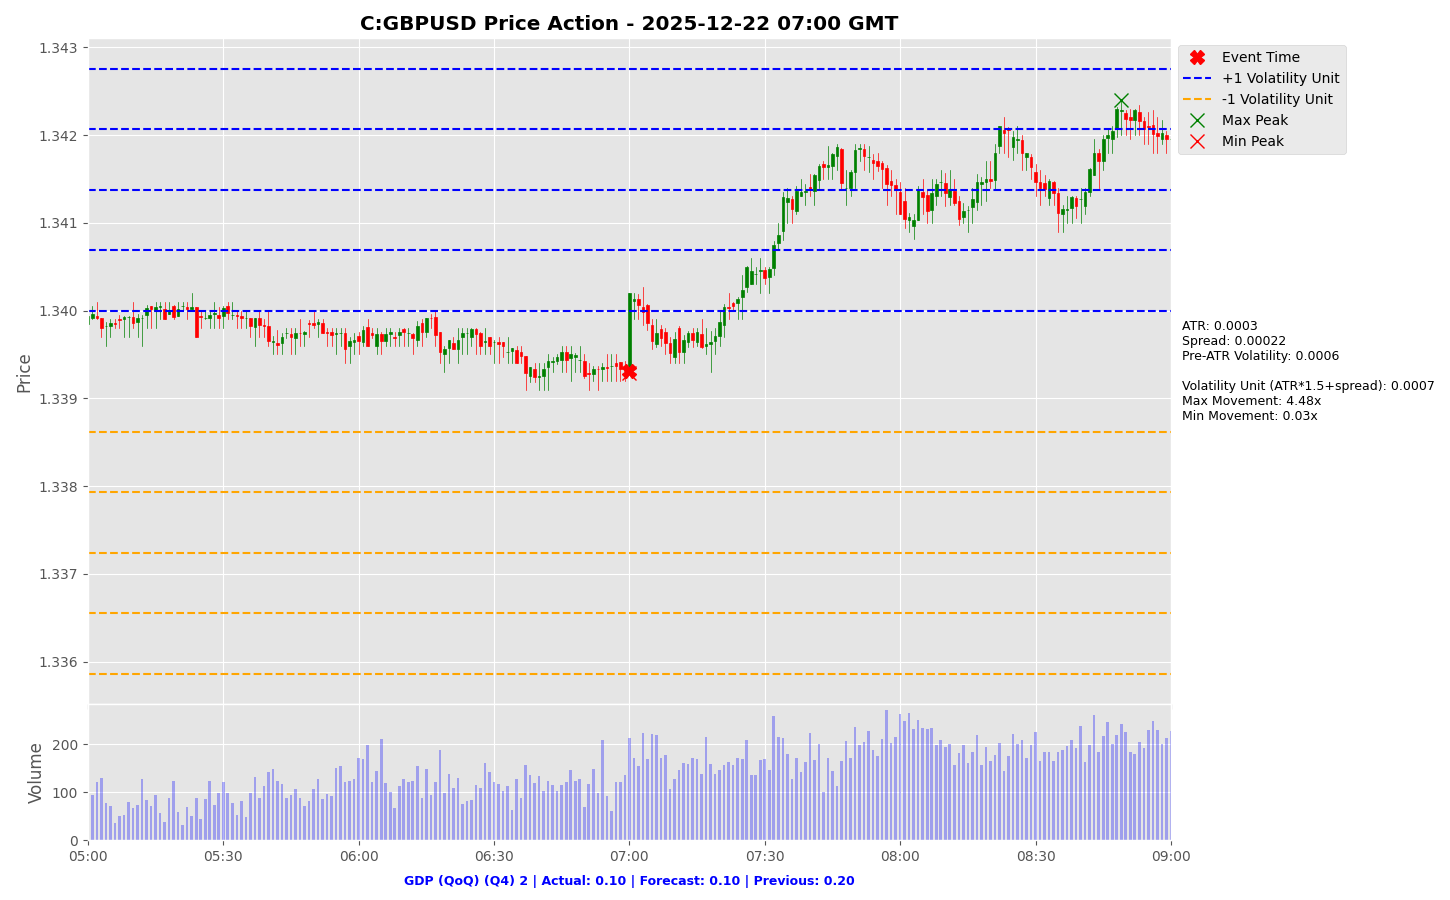 C:GBPUSD Price Action - 2025-12-22 07:00 GMT
Event Time
+1 Volatility Unit
-1 Volatility Unit
Max Peak
Min Peak
Price
1.343
1.342
1.341
1.340
1.339
1.338
1.337
1.336
ATR: 0.0003
Spread: 0.00022
Pre-ATR Volatility: 0.0006
Volatility Unit (ATR*1.5+spread): 0.0007
Max Movement: 4.48x
Min Movement: 0.03x
Volume
200
100
0
05:00 05:30 06:00 06:30 07:00 07:30 08:00 08:30 09:00
GDP (QoQ) (Q4) 2 | Actual: 0.10 | Forecast: 0.10 | Previous: 0.20